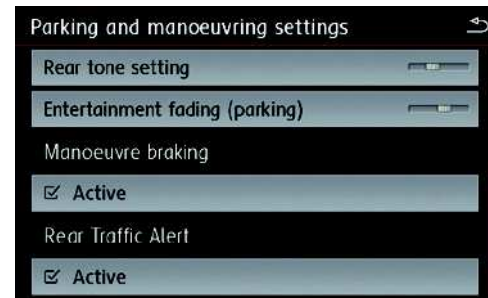 Parking and manoeuvring settings
Rear tone setting
Entertainment fading (parking)
Manoeuvre braking
Active
Rear Traffic Alert
Active